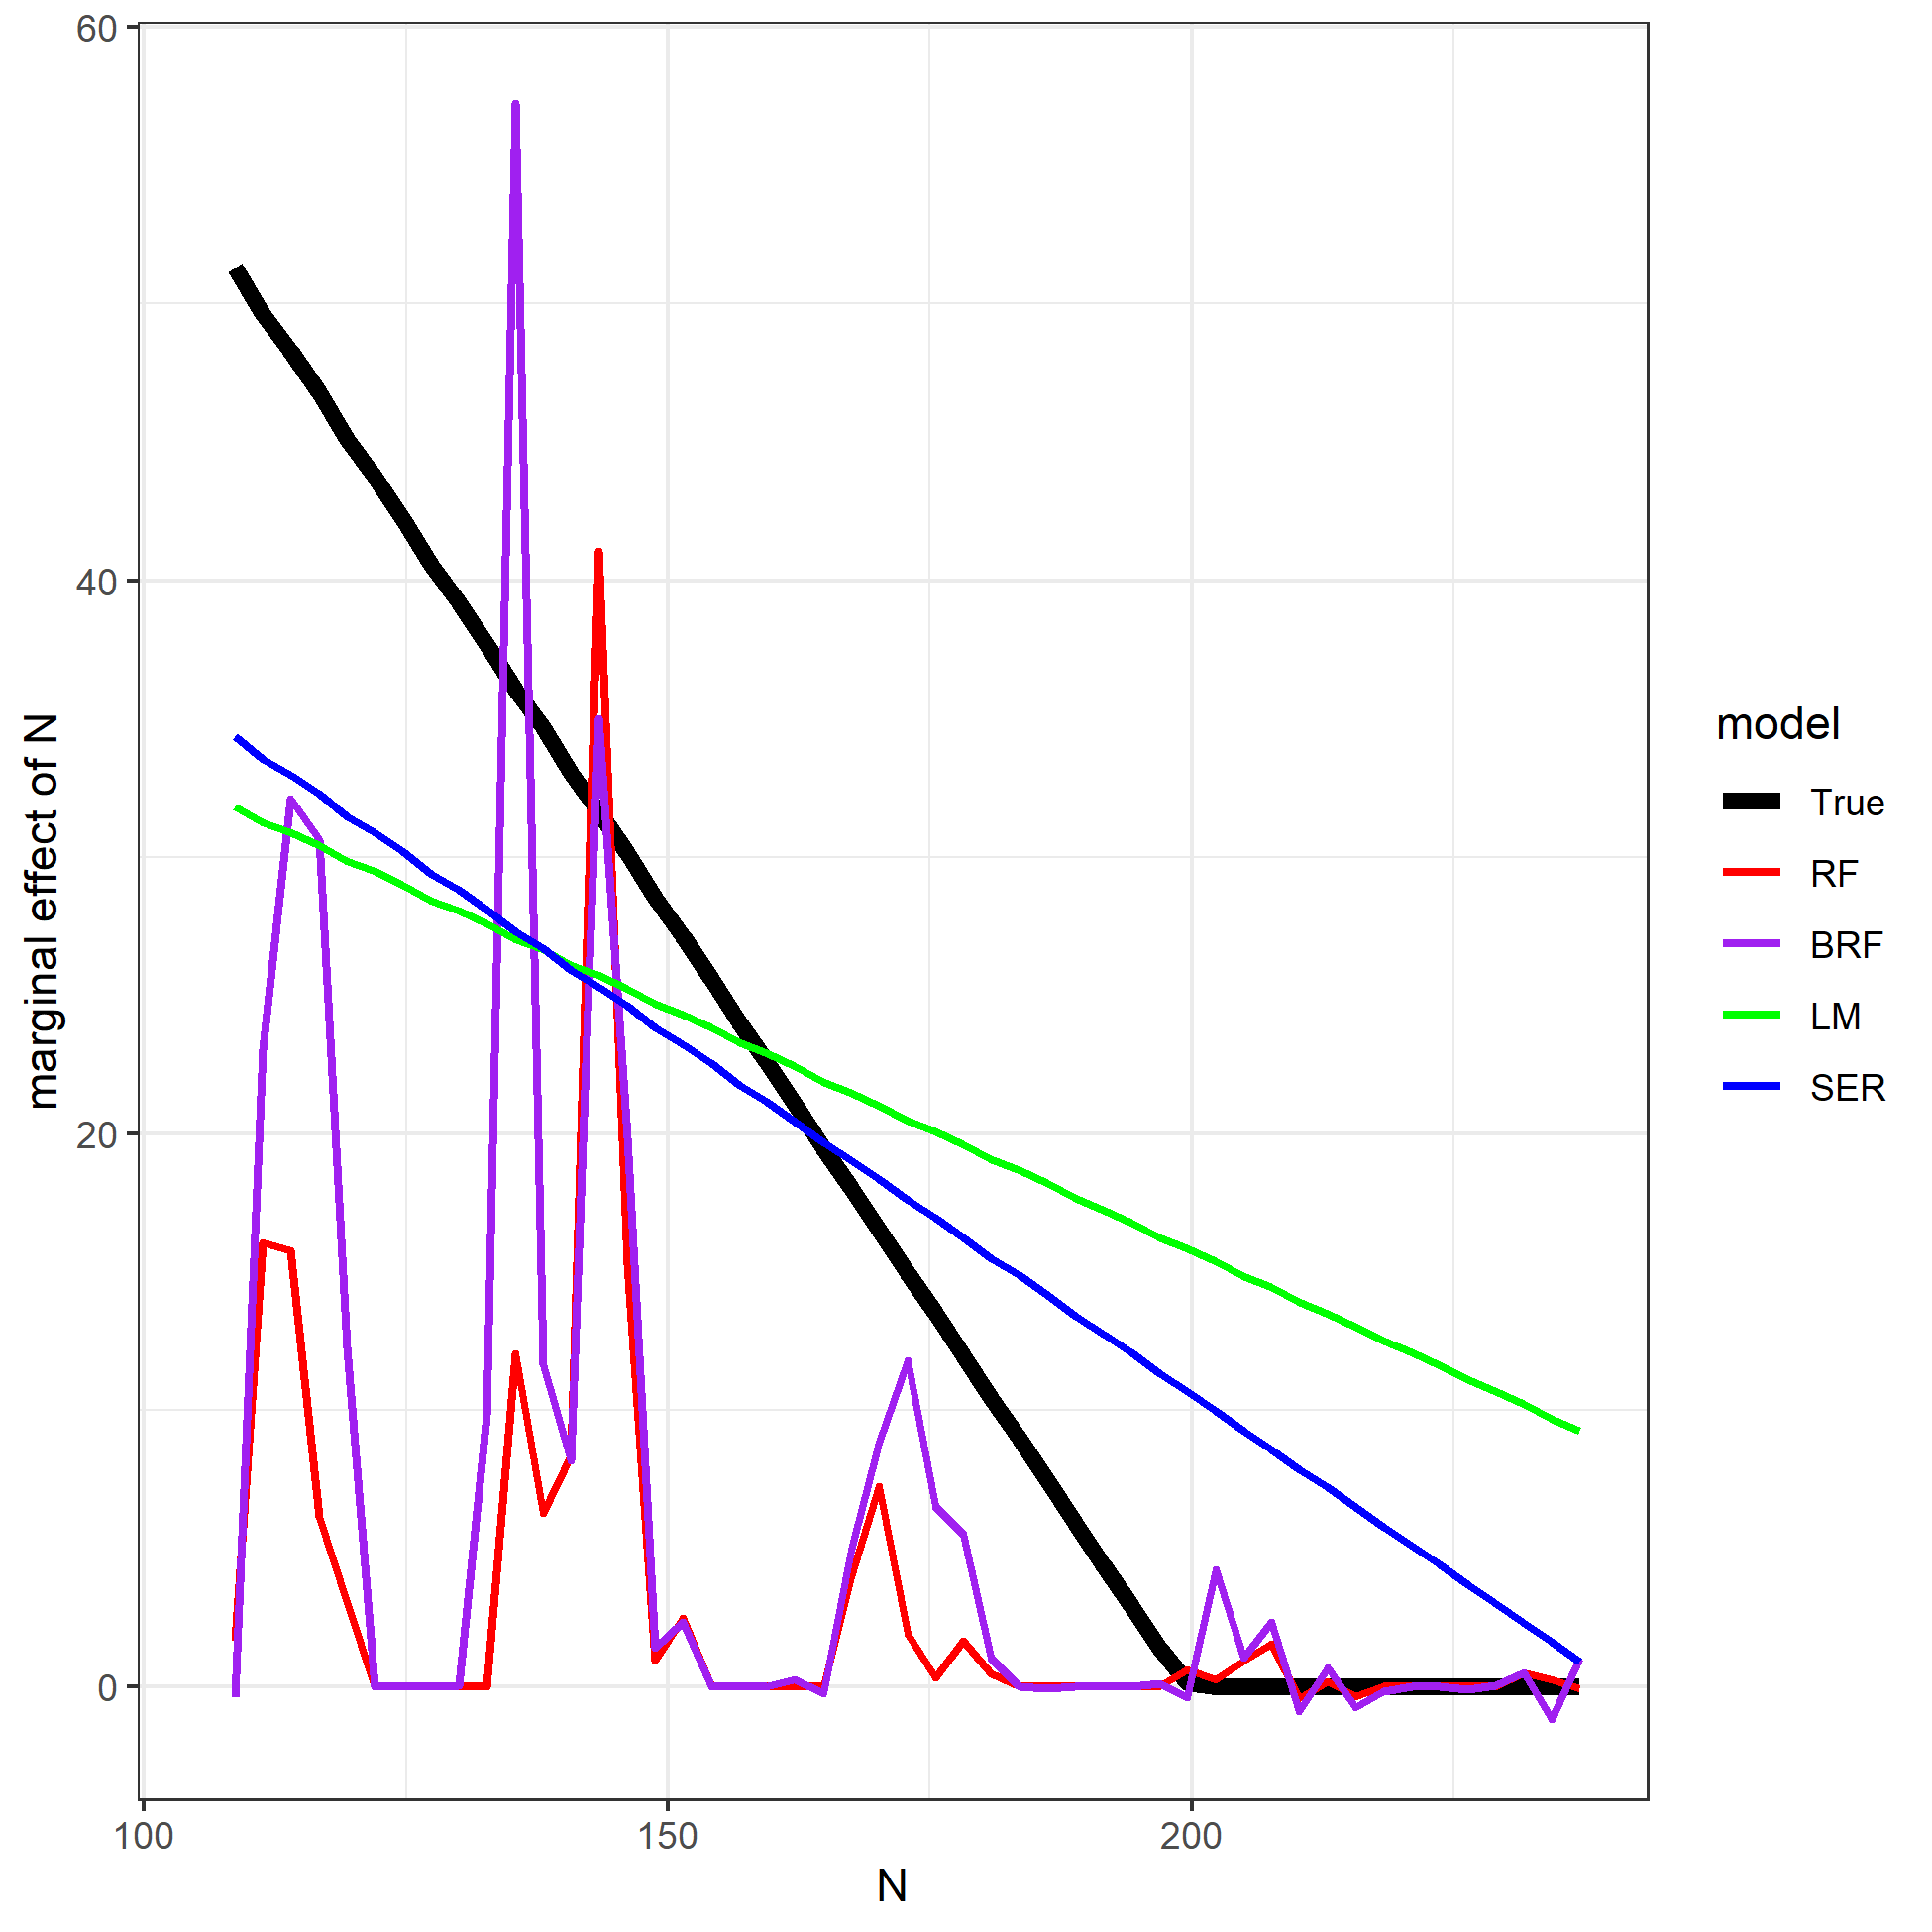 60
40
20
0
marginal effect of N
100
150
200
N
model
True
RF
BRF
LM
SER